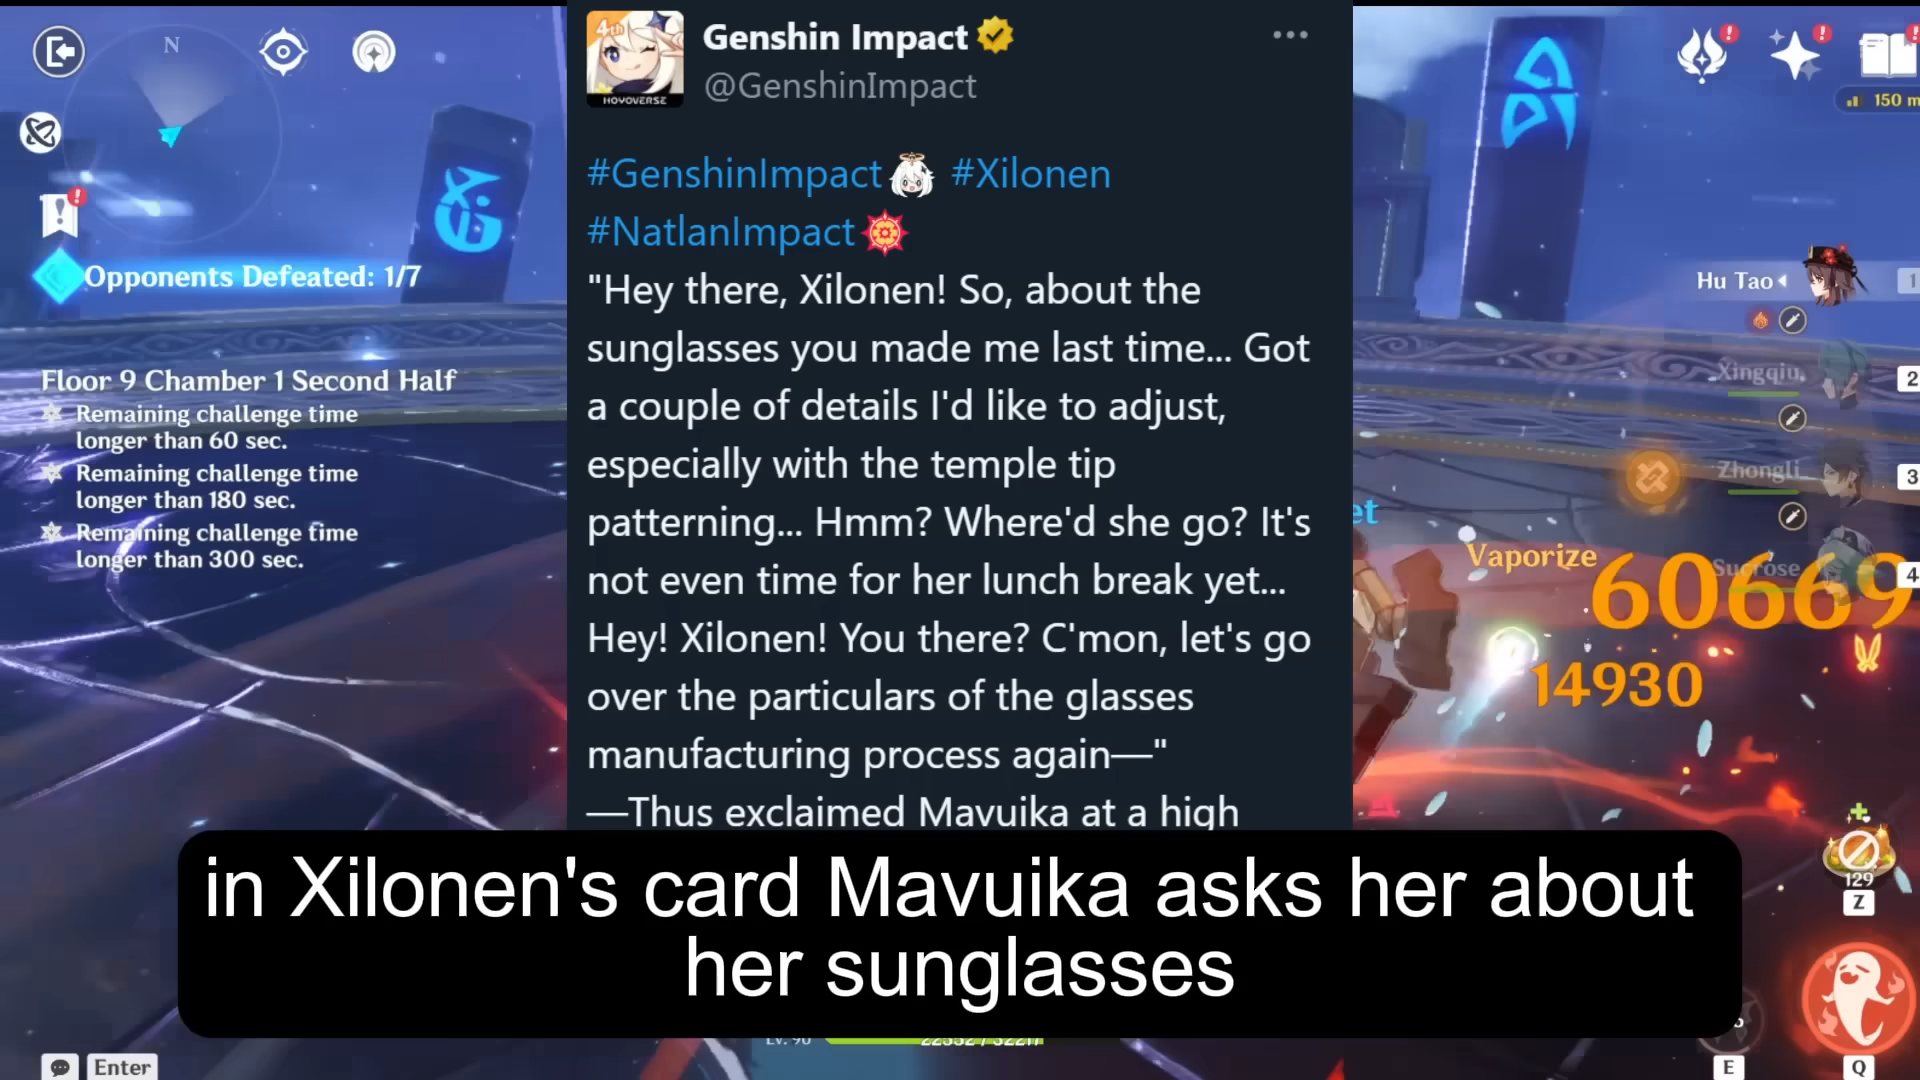 N
Opponents Defeated: 1/7
Floor 9 Chamber 1 Second Half
Remaining challenge time
longer than 60 sec.
Remaining challenge time
longer than 180 sec.
Remaining challenge time
longer than 300 sec.
Enter
4th
HOYOVERSE
Genshin Impact
@GenshinImpact
#GenshinImpact #Xilonen
#NatlanImpact
"Hey there, Xilonen! So, about the
sunglasses you made me last time... Got
a couple of details I'd like to adjust,
especially with the temple tip
patterning... Hmm? Where'd she go? It's
not even time for her lunch break yet...
Hey! Xilonen! You there? C'mon, let's go
over the particulars of the glasses
manufacturing process again—"
—Thus exclaimed Mavuika at a high
in Xilonen's card Mavuika asks her about
her sunglasses
150 m
Hu Tao
1
Xingqiu
2
Zhongli
3
Sucrose
4
Vaporize
60669
14930
129
Z
E
Q